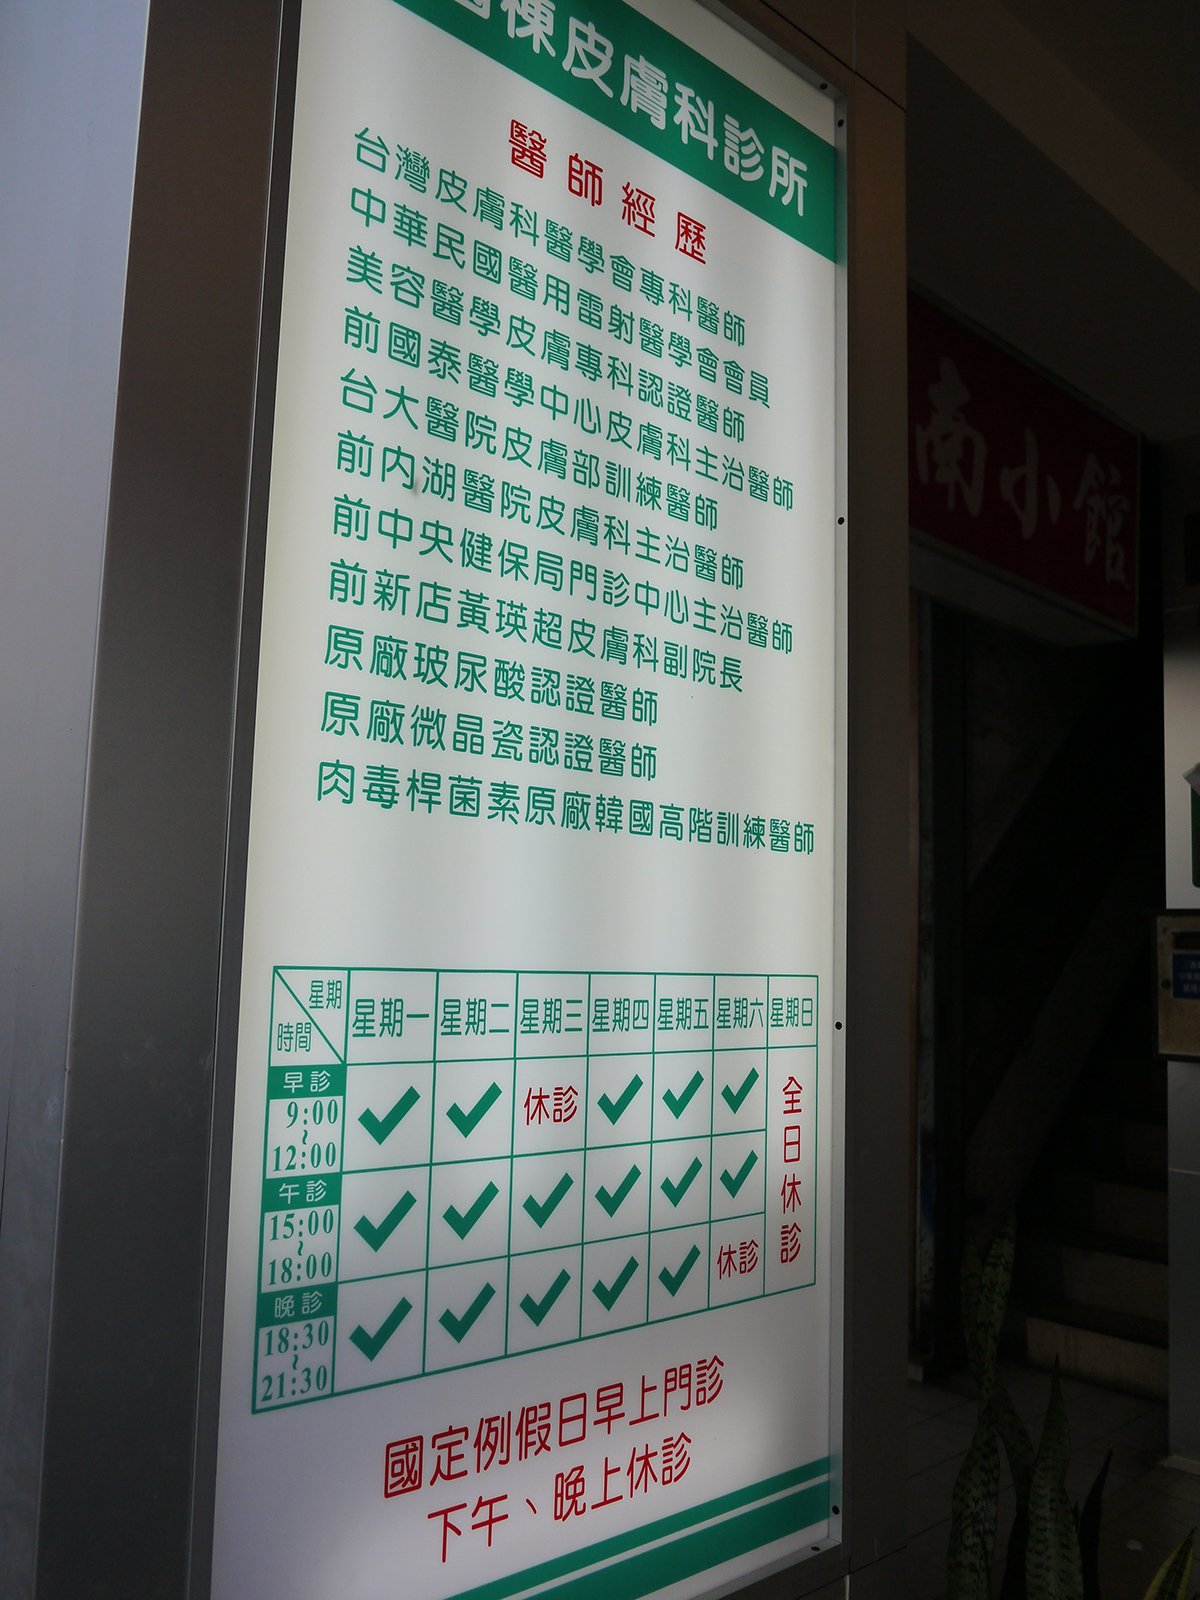 棟皮膚科診所
醫師經歷
台灣皮膚科醫學會專科醫師
中華民國醫用雷射醫學會會員
美容醫學皮膚專科認證醫師
前國泰醫學中心皮膚科主治醫師
台大醫院皮膚部訓練醫師
前內湖醫院皮膚科主治醫師
前中央健保局門診中心主治醫師
前新店黃瑛超皮膚科副院長
原廠玻尿酸認證醫師
原廠微晶瓷認證醫師
肉毒桿菌素原廠韓國高階訓練醫師
星期 時間 星期一 星期二 星期三 星期四 星期五 星期六 星期日
早診 9:00~12:00 ✓ ✓ 休診 ✓ ✓ ✓ 全日休診
午診 15:00~18:00 ✓ ✓ ✓ ✓ ✓ ✓
晚診 18:30~21:30 ✓ ✓ ✓ ✓ ✓ 休診
國定例假日早上門診
下午、晚上休診
南小館